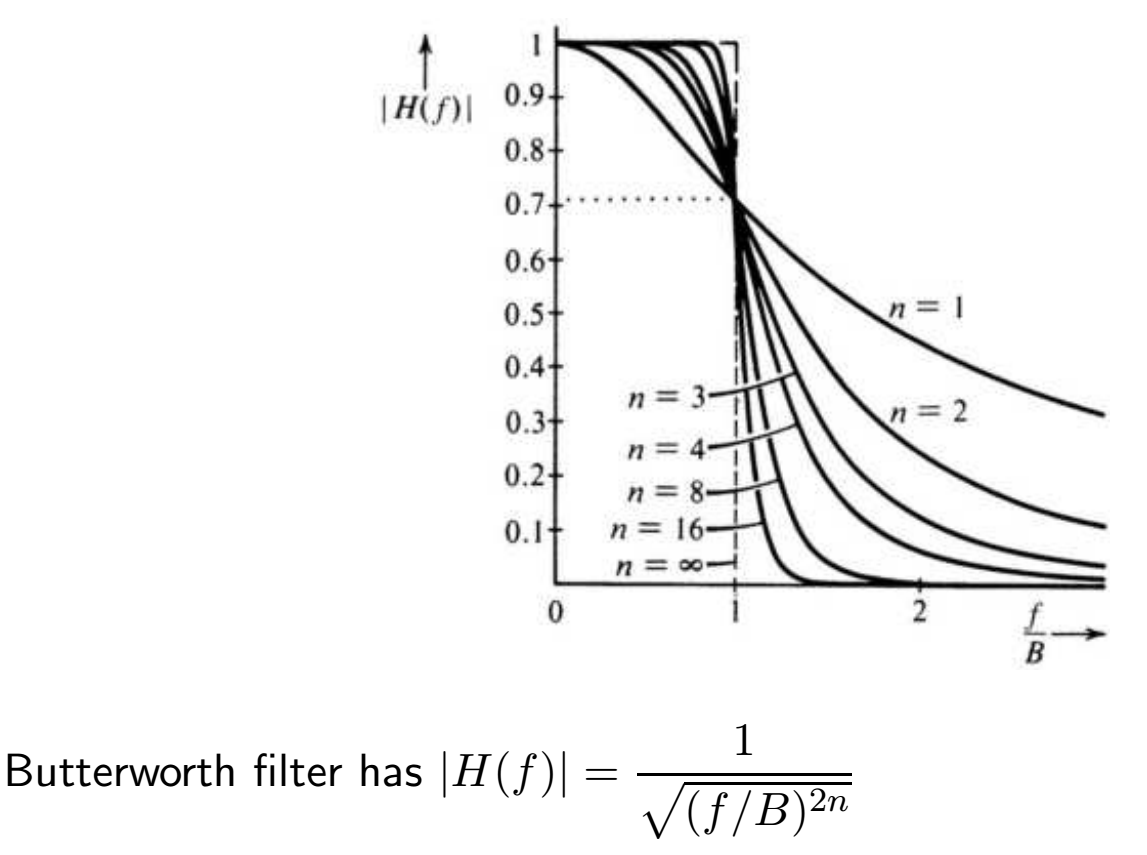 |H(f)|
1
0.9
0.8
0.7
0.6
0.5
0.4
0.3
0.2
0.1
n = 1
n = 2
n = 3
n = 4
n = 8
n = 16
n = ∞
0 1 2
f/B
Butterworth filter has |H(f)| = 1/√((f/B)^{2n})